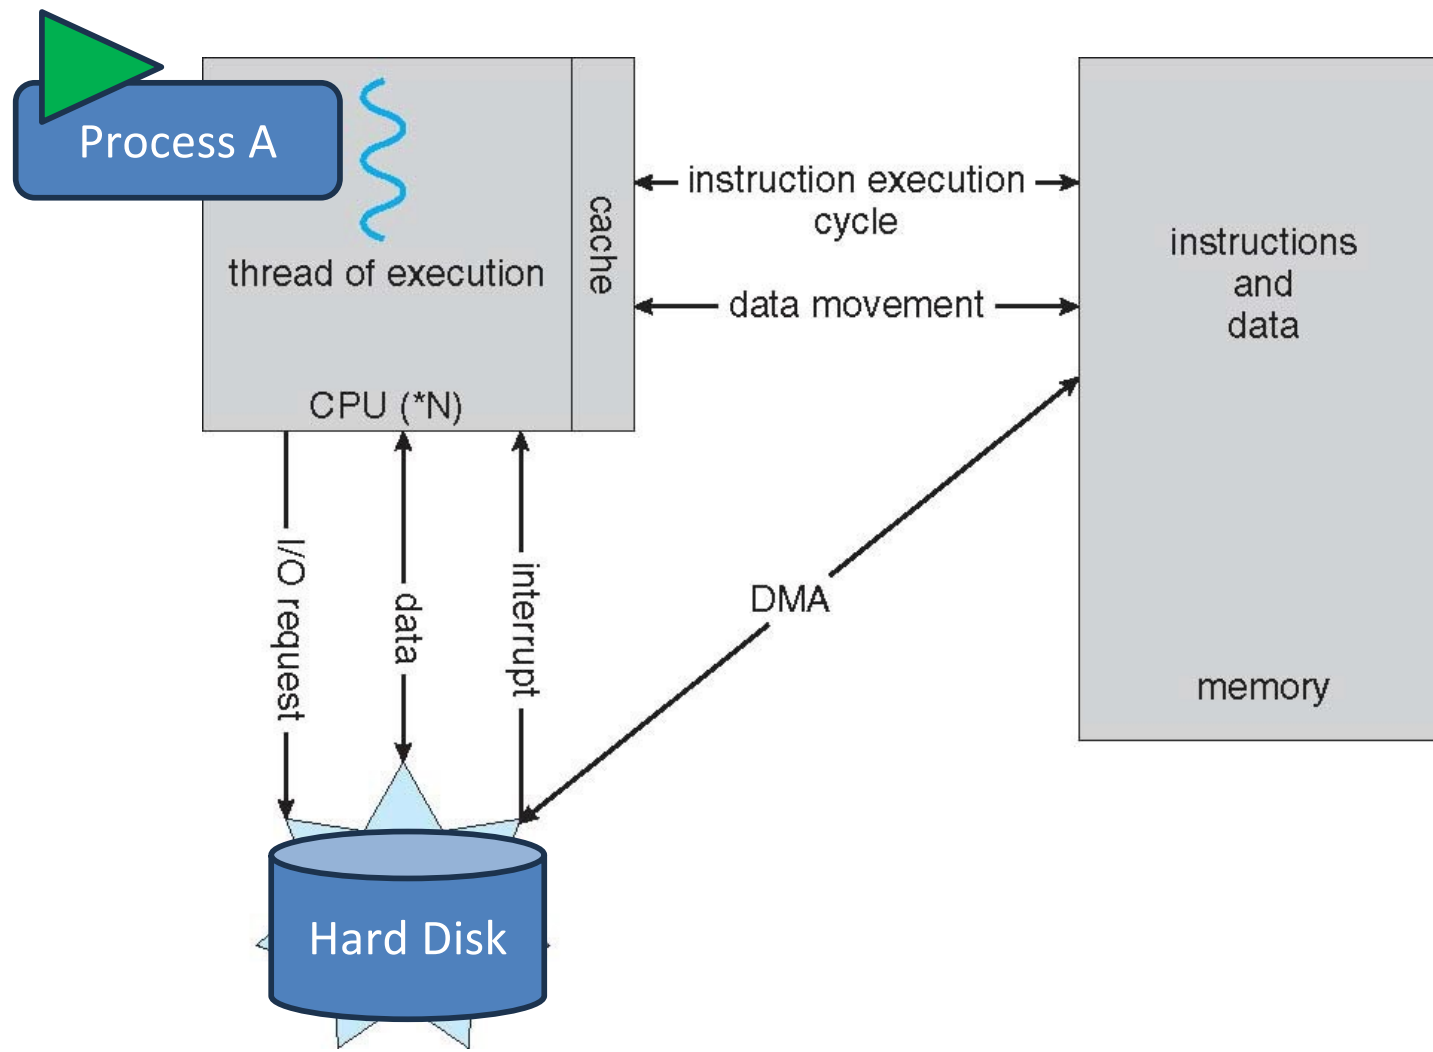 Process A
thread of execution
CPU (*N)
cache
instruction execution
cycle
data movement
instructions
and
data
memory
I/O request
data
interrupt
DMA
Hard Disk